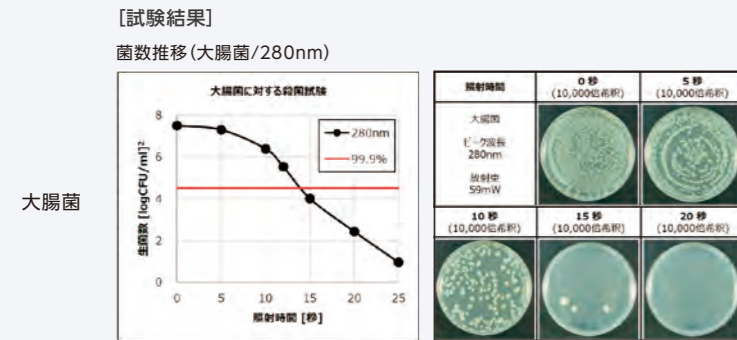 [試験結果]
菌数推移(大腸菌/280nm)
大腸菌
大腸菌に対する殺菌試験
生菌数 [logCFU/ml]²
8
6
4
2
0
280nm
99.9%
0 5 10 15 20 25
照射時間 [秒]
照射時間
0 秒
(10,000倍希釈)
5 秒
(10,000倍希釈)
大腸菌
ピーク波長
280nm
放射束
59mW
10 秒
(10,000倍希釈)
15 秒
(10,000倍希釈)
20 秒
(10,000倍希釈)